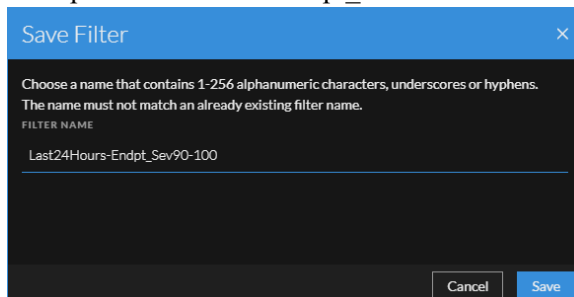 Save Filter ×
Choose a name that contains 1-256 alphanumeric characters, underscores or hyphens.
The name must not match an already existing filter name.
FILTER NAME
Last24Hours-Endpt_Sev90-100
Cancel Save